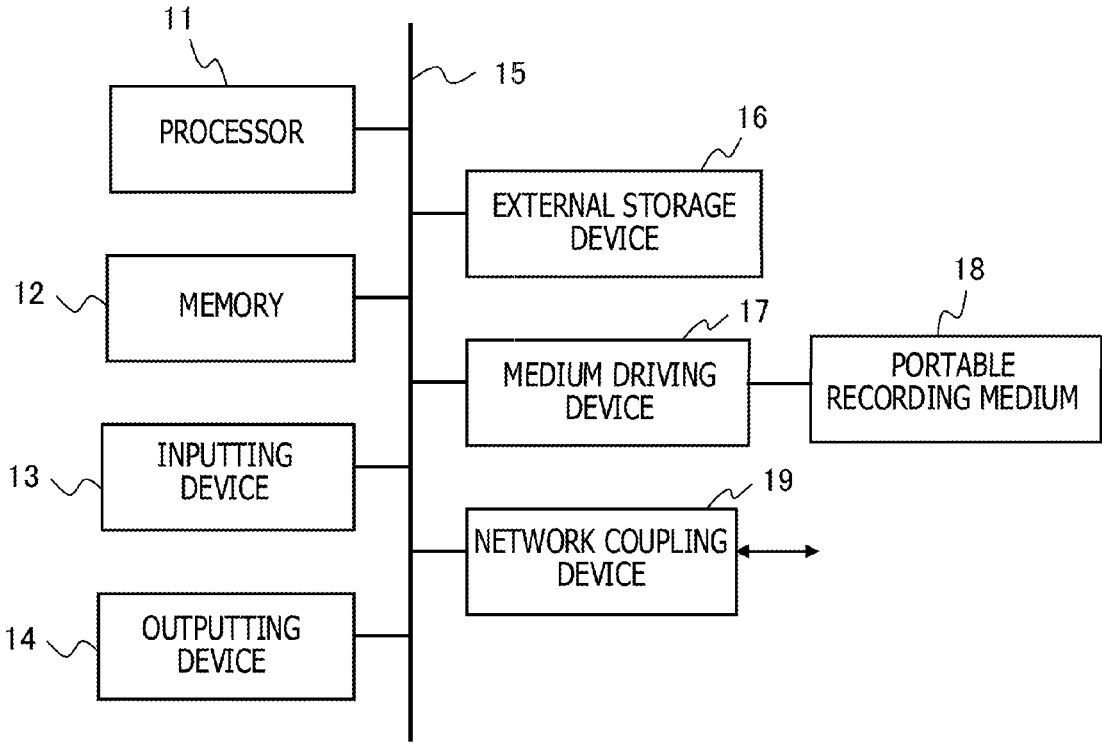 11
PROCESSOR
15
16
EXTERNAL STORAGE
DEVICE
12
MEMORY
17
MEDIUM DRIVING
DEVICE
18
PORTABLE
RECORDING MEDIUM
13
INPUTTING
DEVICE
19
NETWORK COUPLING
DEVICE
14
OUTPUTTING
DEVICE